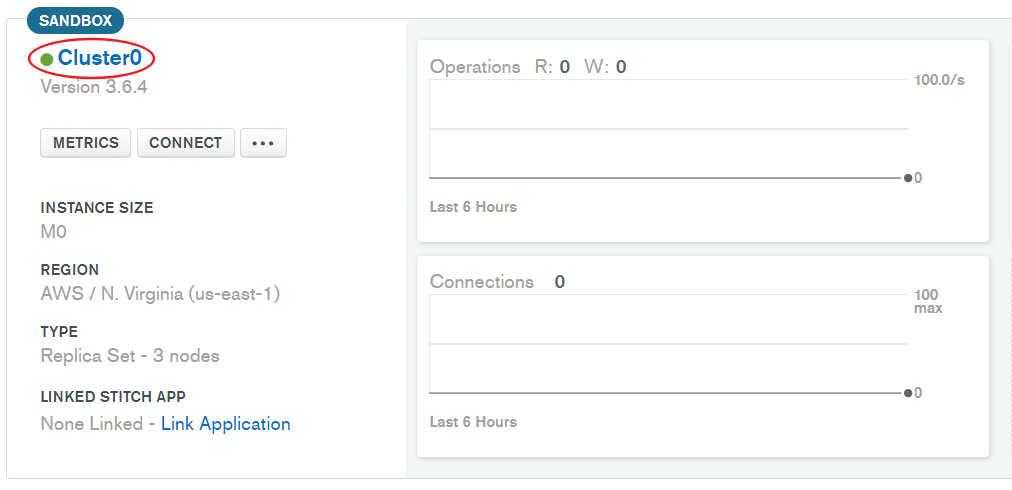 SANDBOX
Cluster0
Version 3.6.4
METRICS CONNECT •••
INSTANCE SIZE
M0
REGION
AWS / N. Virginia (us-east-1)
TYPE
Replica Set - 3 nodes
LINKED STITCH APP
None Linked - Link Application
Operations R: 0 W: 0
100.0/s
0
Last 6 Hours
Connections 0
100
max
0
Last 6 Hours